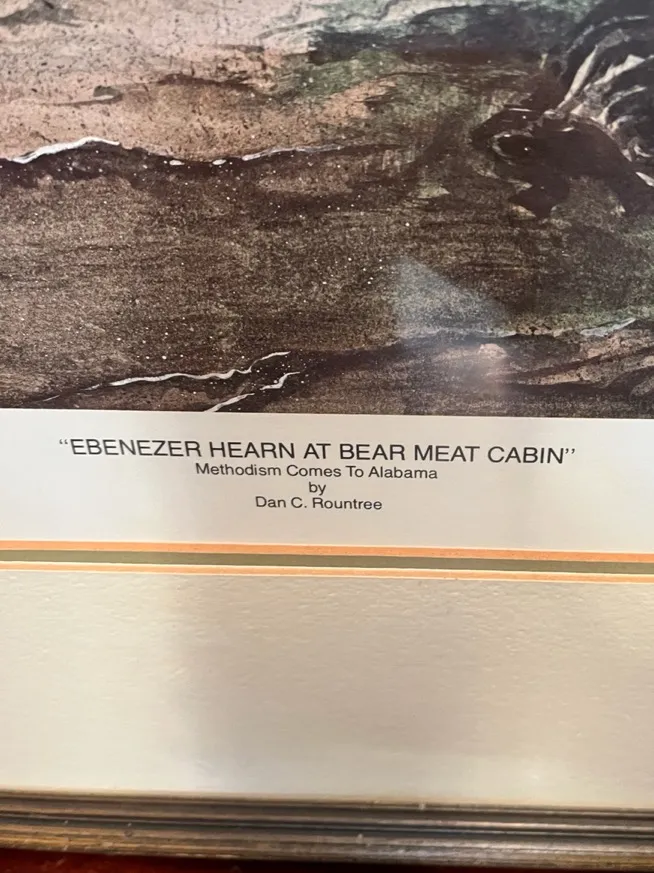 “EBENEZER HEARN AT BEAR MEAT CABIN”
Methodism Comes To Alabama
by
Dan C. Rountree